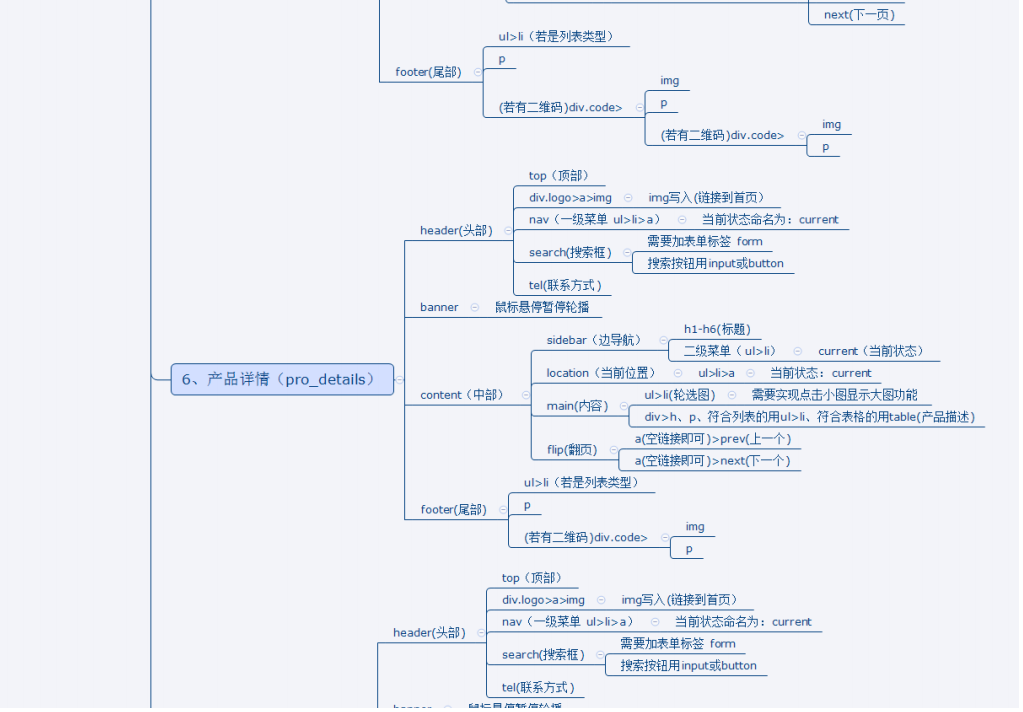 next(下一页)
ul>li（若是列表类型）
footer(尾部)
p
img
(若有二维码)div.code>
p
img
(若有二维码)div.code>
p
top（顶部）
div.logo>a>img
img写入(链接到首页)
nav（一级菜单 ul>li>a）
当前状态命名为：current
header(头部)
需要加表单标签 form
search(搜索框)
搜索按钮用input或button
tel(联系方式)
banner
鼠标悬停暂停轮播
h1-h6(标题)
sidebar（边导航）
二级菜单（ul>li）
current（当前状态）
location（当前位置）
ul>li>a
当前状态：current
6、产品详情（pro_details）
content（中部）
ul>li(轮选图)
需要实现点击小图显示大图功能
main(内容)
div>h、p、符合列表的用ul>li、符合表格的用table(产品描述)
a(空链接即可)>prev(上一个)
flip(翻页)
a(空链接即可)>next(下一个)
ul>li（若是列表类型）
footer(尾部)
p
img
(若有二维码)div.code>
p
top（顶部）
div.logo>a>img
img写入(链接到首页)
nav（一级菜单 ul>li>a）
当前状态命名为：current
header(头部)
需要加表单标签 form
search(搜索框)
搜索按钮用input或button
tel(联系方式)
banner
鼠标悬停暂停轮播